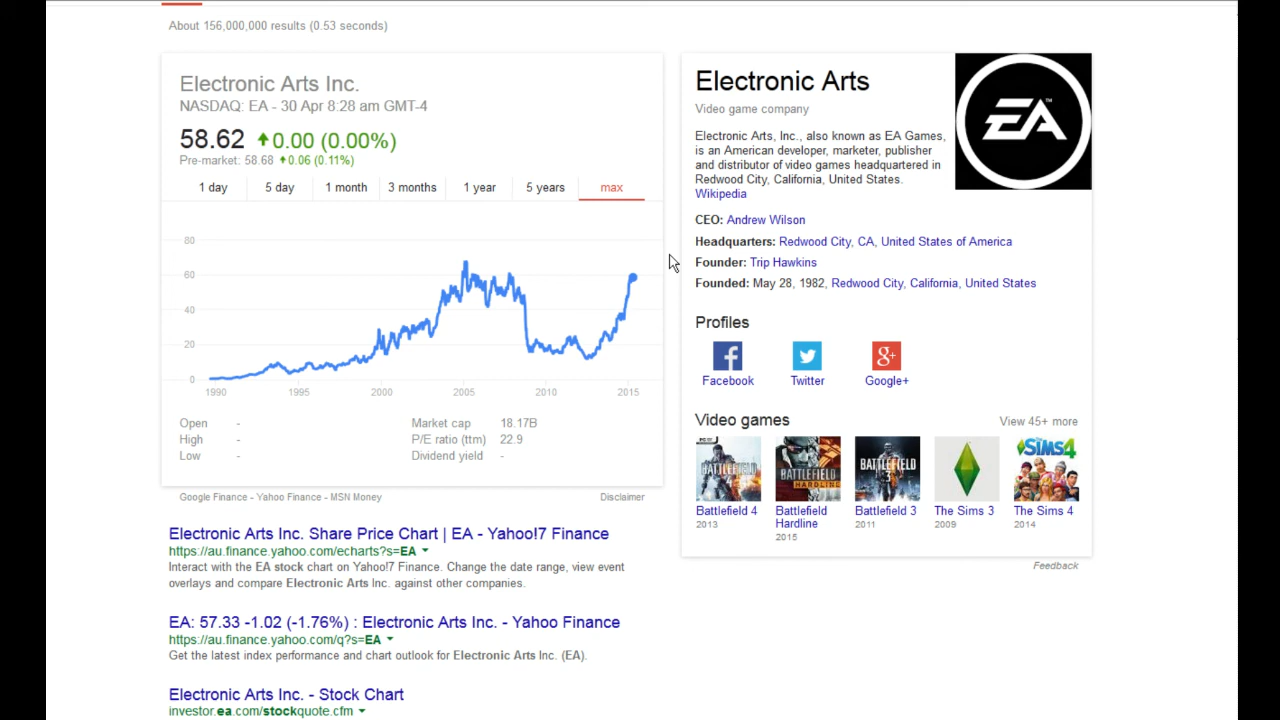 About 156,000,000 results (0.53 seconds)
Electronic Arts Inc.
NASDAQ: EA - 30 Apr 8:28 am GMT-4
58.62 0.00 (0.00%)
Pre-market: 58.68 0.06 (0.11%)
1 day 5 day 1 month 3 months 1 year 5 years max
80
60
40
20
0
1990 1995 2000 2005 2010 2015
Open - Market cap 18.17B
High - P/E ratio (ttm) 22.9
Low - Dividend yield -
Google Finance - Yahoo Finance - MSN Money Disclaimer
Electronic Arts Inc. Share Price Chart | EA - Yahoo!7 Finance
https://au.finance.yahoo.com/echarts?s=EA
Interact with the EA stock chart on Yahoo!7 Finance. Change the date range, view event
overlays and compare Electronic Arts Inc. against other companies.
EA: 57.33 -1.02 (-1.76%) : Electronic Arts Inc. - Yahoo Finance
https://au.finance.yahoo.com/q?s=EA
Get the latest index performance and chart outlook for Electronic Arts Inc. (EA).
Electronic Arts Inc. - Stock Chart
investor.ea.com/stockquote.cfm
Electronic Arts
Video game company
EA™
Electronic Arts, Inc., also known as EA Games,
is an American developer, marketer, publisher
and distributor of video games headquartered in
Redwood City, California, United States.
Wikipedia
CEO: Andrew Wilson
Headquarters: Redwood City, CA, United States of America
Founder: Trip Hawkins
Founded: May 28, 1982, Redwood City, California, United States
Profiles
f
g+
Facebook Twitter Google+
Video games View 45+ more
BATTLEFIELD 4
BATTLEFIELD
HARDLINE
BATTLEFIELD 3
THE SIMS 4
Battlefield 4
2013
Battlefield
Hardline
2015
Battlefield 3
2011
The Sims 3
2009
The Sims 4
2014
Feedback